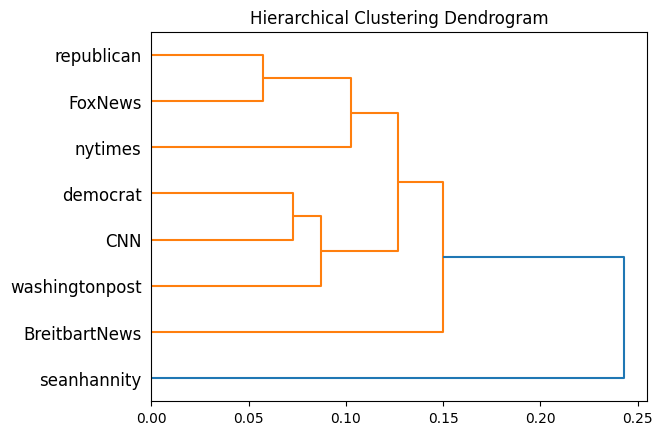 Hierarchical Clustering Dendrogram
republican
FoxNews
nytimes
democrat
CNN
washingtonpost
BreitbartNews
seanhannity
0.00 0.05 0.10 0.15 0.20 0.25